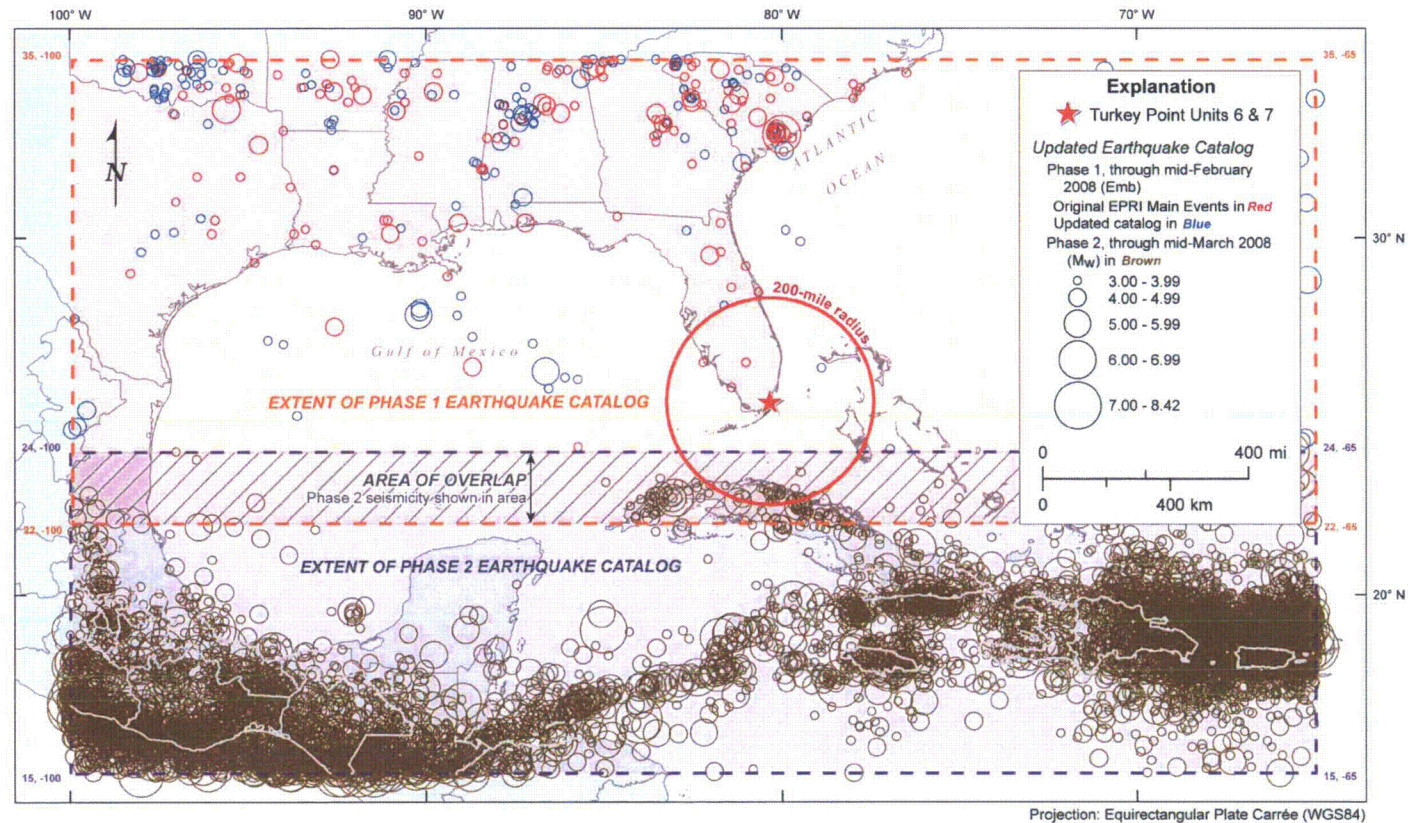 100° W
90° W
80° W
70° W
35, -100
35, -65
N
Explanation
Turkey Point Units 6 & 7
Updated Earthquake Catalog
Phase 1, through mid-February
2008 (Emb)
Original EPRI Main Events in Red
Updated catalog in Blue
Phase 2, through mid-March 2008
(Mw) in Brown
3.00 - 3.99
4.00 - 4.99
5.00 - 5.99
6.00 - 6.99
7.00 - 8.42
0
400 mi
0
400 km
ATLANTIC
OCEAN
30° N
200-mile radius
Gulf of Mexico
EXTENT OF PHASE 1 EARTHQUAKE CATALOG
24, -100
24, -65
AREA OF OVERLAP
Phase 2 seismicity shown in area
22, -100
22, -65
EXTENT OF PHASE 2 EARTHQUAKE CATALOG
20° N
15, -100
15, -65
Projection: Equirectangular Plate Carrée (WGS84)